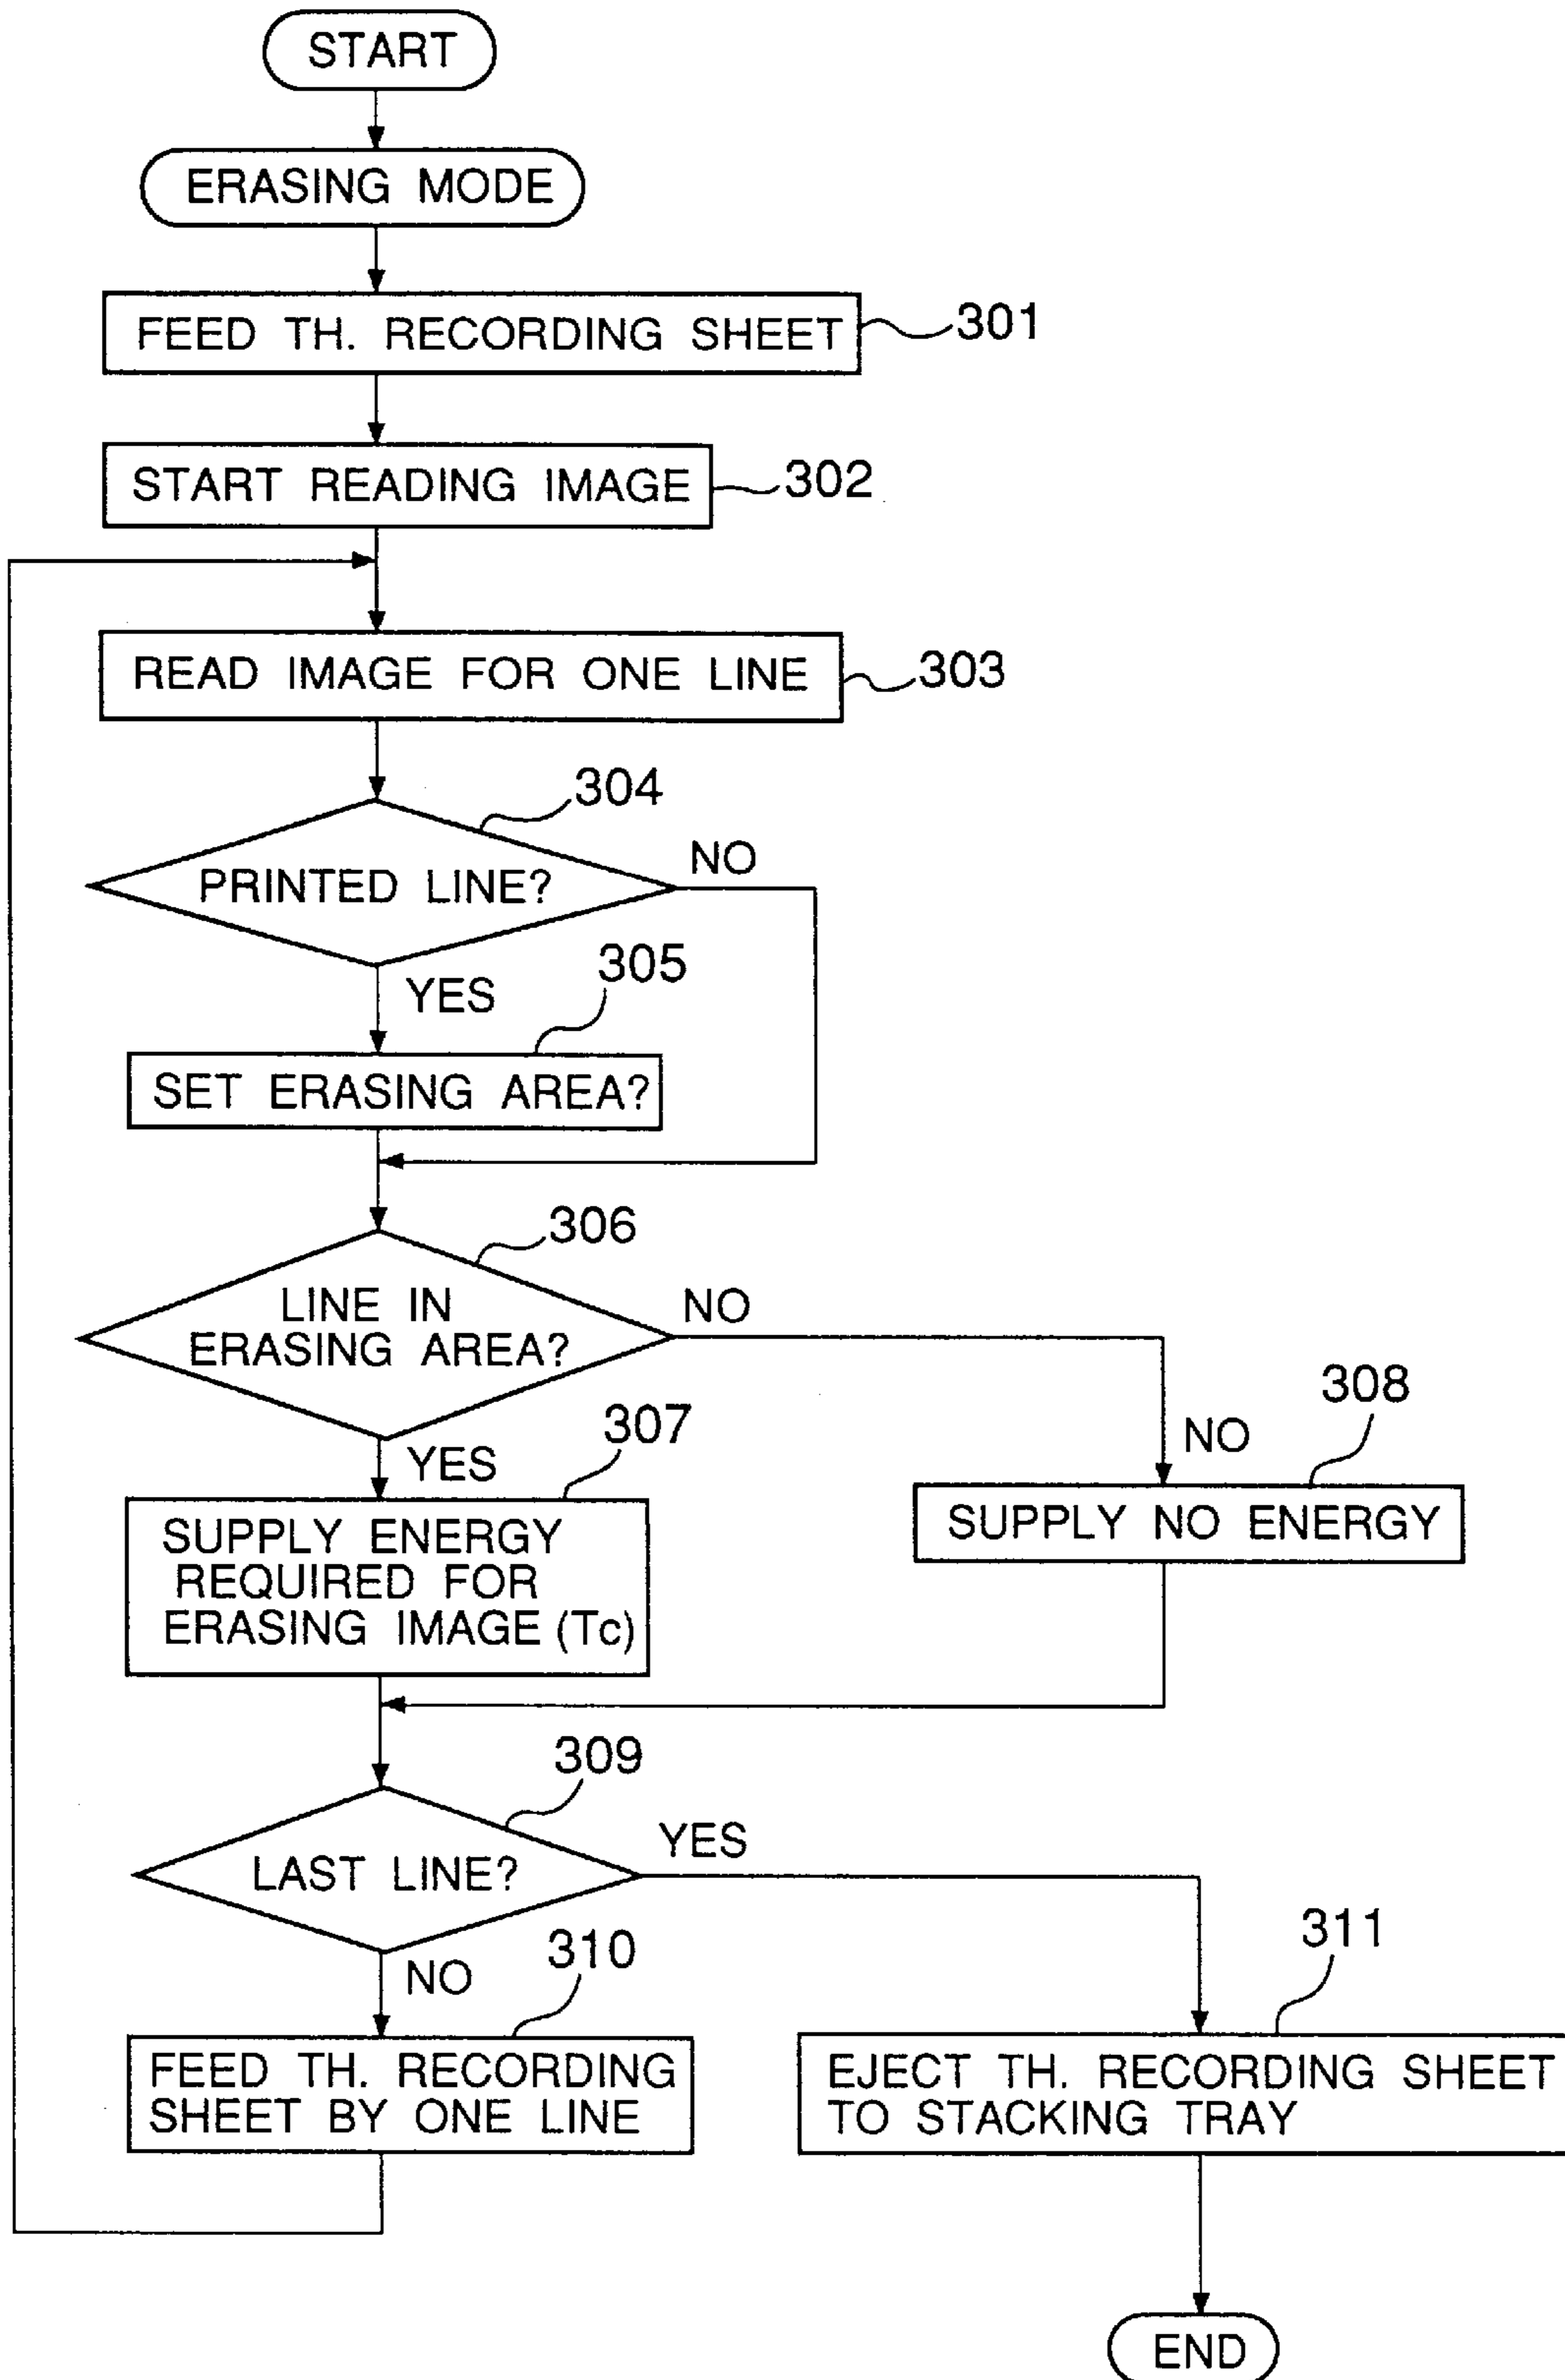 START
ERASING MODE
FEED TH. RECORDING SHEET
301
START READING IMAGE
302
READ IMAGE FOR ONE LINE
303
304
PRINTED LINE?
NO
YES
305
SET ERASING AREA?
306
LINE IN
ERASING AREA?
NO
YES
307
SUPPLY ENERGY
REQUIRED FOR
ERASING IMAGE (Tc)
NO
308
SUPPLY NO ENERGY
309
LAST LINE?
YES
NO
310
FEED TH. RECORDING
SHEET BY ONE LINE
311
EJECT TH. RECORDING SHEET
TO STACKING TRAY
END